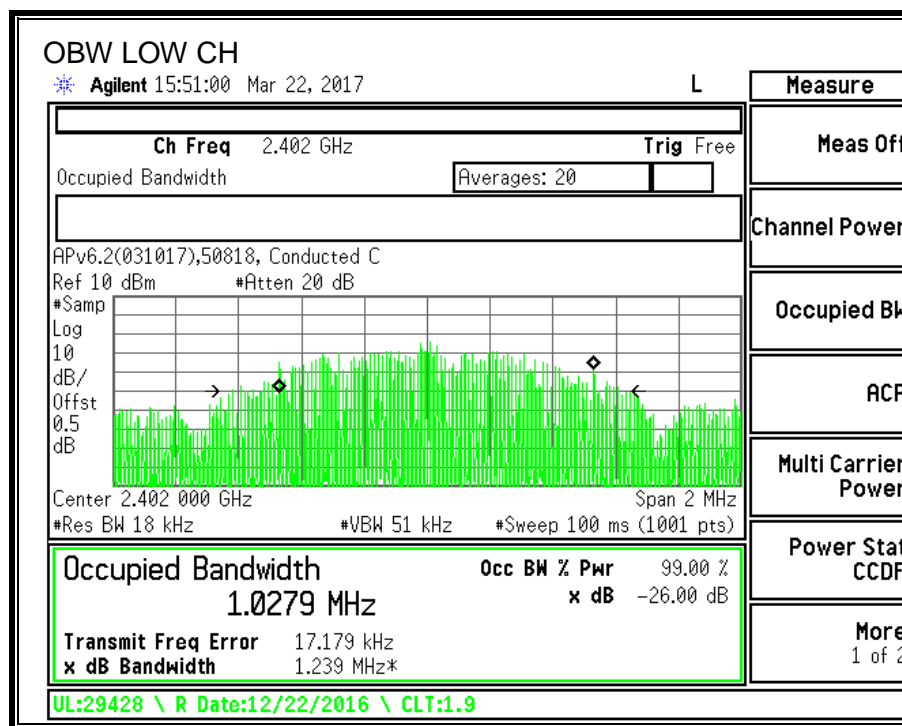 OBW LOW CH
Agilent 15:51:00 Mar 22, 2017 L
Measure
Ch Freq 2.402 GHz Trig Free
Meas Off
Occupied Bandwidth Averages: 20
Channel Power
APv6.2(031017),50818, Conducted C
Ref 10 dBm #Atten 20 dB
Occupied BW
#Samp
Log
10
dB/
Offst
0.5
dB
ACP
Multi Carrier
Power
Center 2.402 000 GHz Span 2 MHz
#Res BW 18 kHz #VBW 51 kHz #Sweep 100 ms (1001 pts)
Power Stat
CCDF
Occupied Bandwidth Occ BW % Pwr 99.00 %
1.0279 MHz x dB -26.00 dB
Transmit Freq Error 17.179 kHz
x dB Bandwidth 1.239 MHz*
More
1 of 2
UL:29428 \ R Date:12/22/2016 \ CLT:1.9